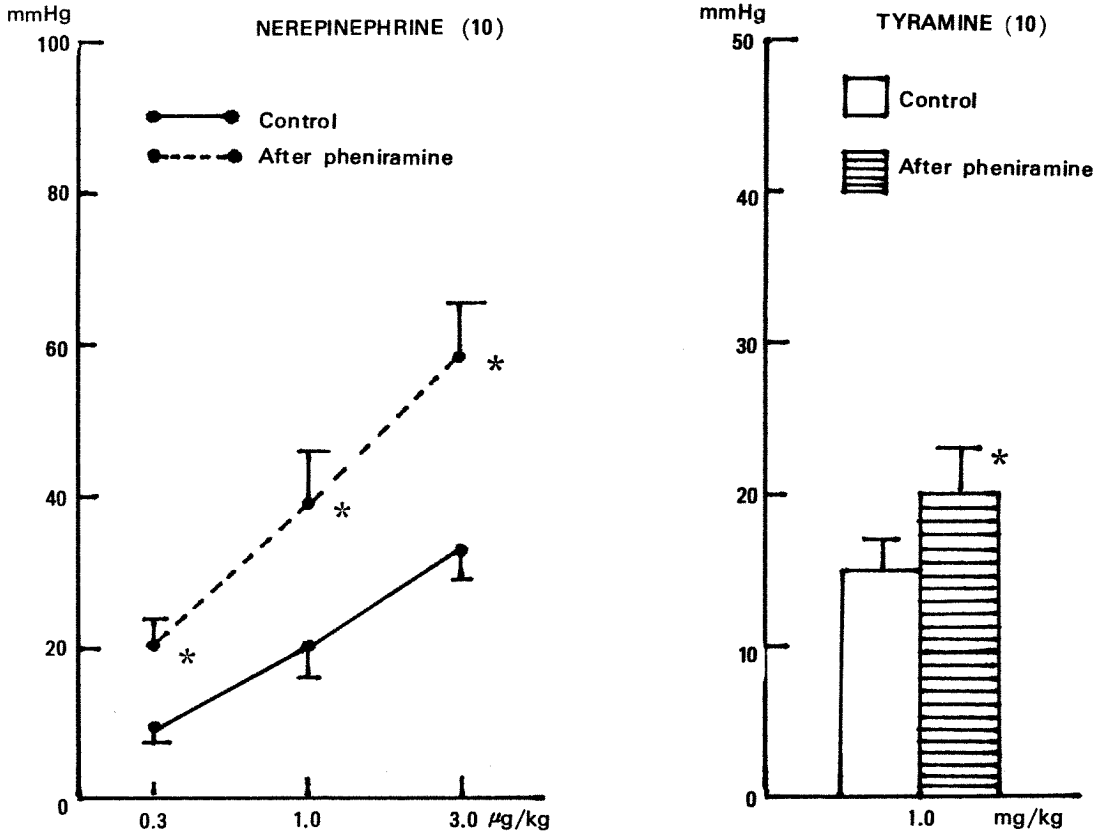 mmHg
NEREPINEPHRINE (10)
100
Control
After pheniramine
80
60
*
40
*
20
*
0
0.3 1.0 3.0 µg/kg
mmHg
TYRAMINE (10)
50
Control
After pheniramine
40
30
*
20
10
0
1.0 mg/kg